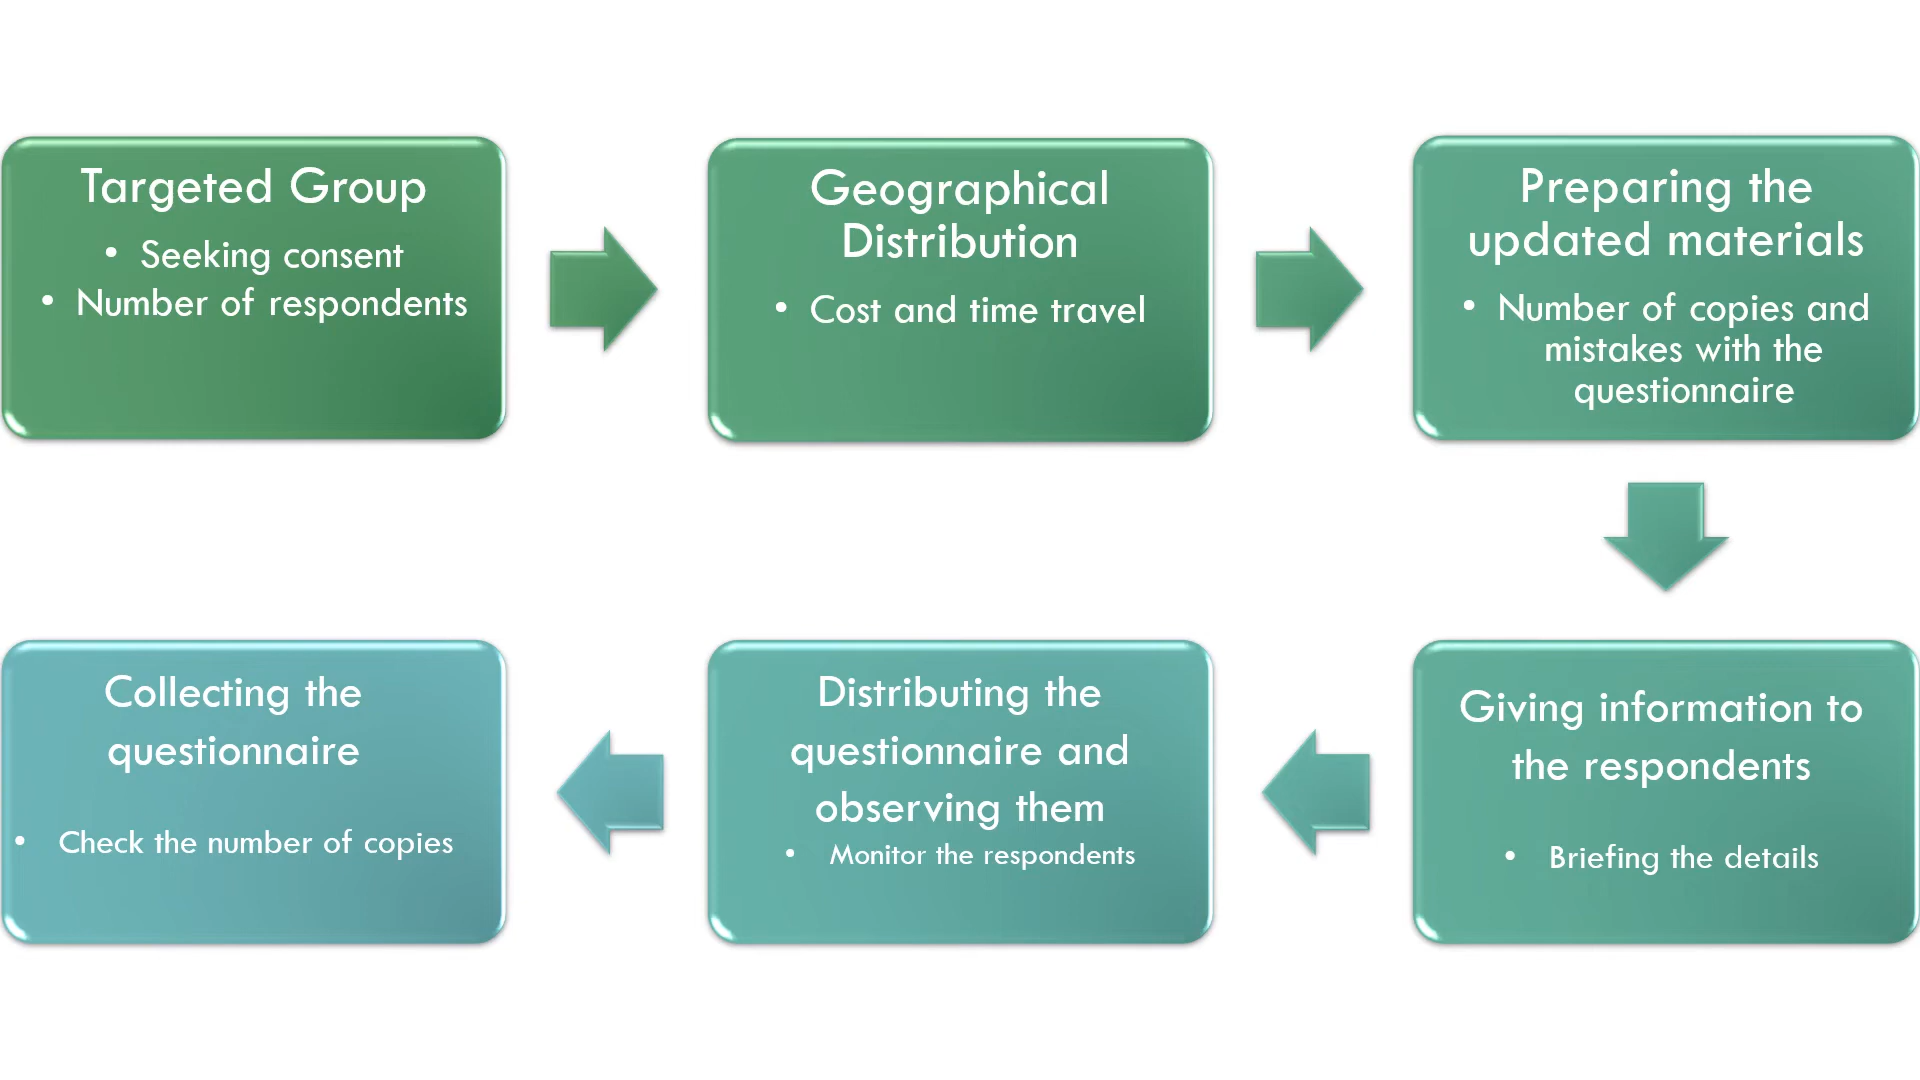 Targeted Group
• Seeking consent
• Number of respondents
Geographical
Distribution
• Cost and time travel
Preparing the
updated materials
• Number of copies and
mistakes with the
questionnaire
Giving information to
the respondents
• Briefing the details
Distributing the
questionnaire and
observing them
• Monitor the respondents
Collecting the
questionnaire
• Check the number of copies